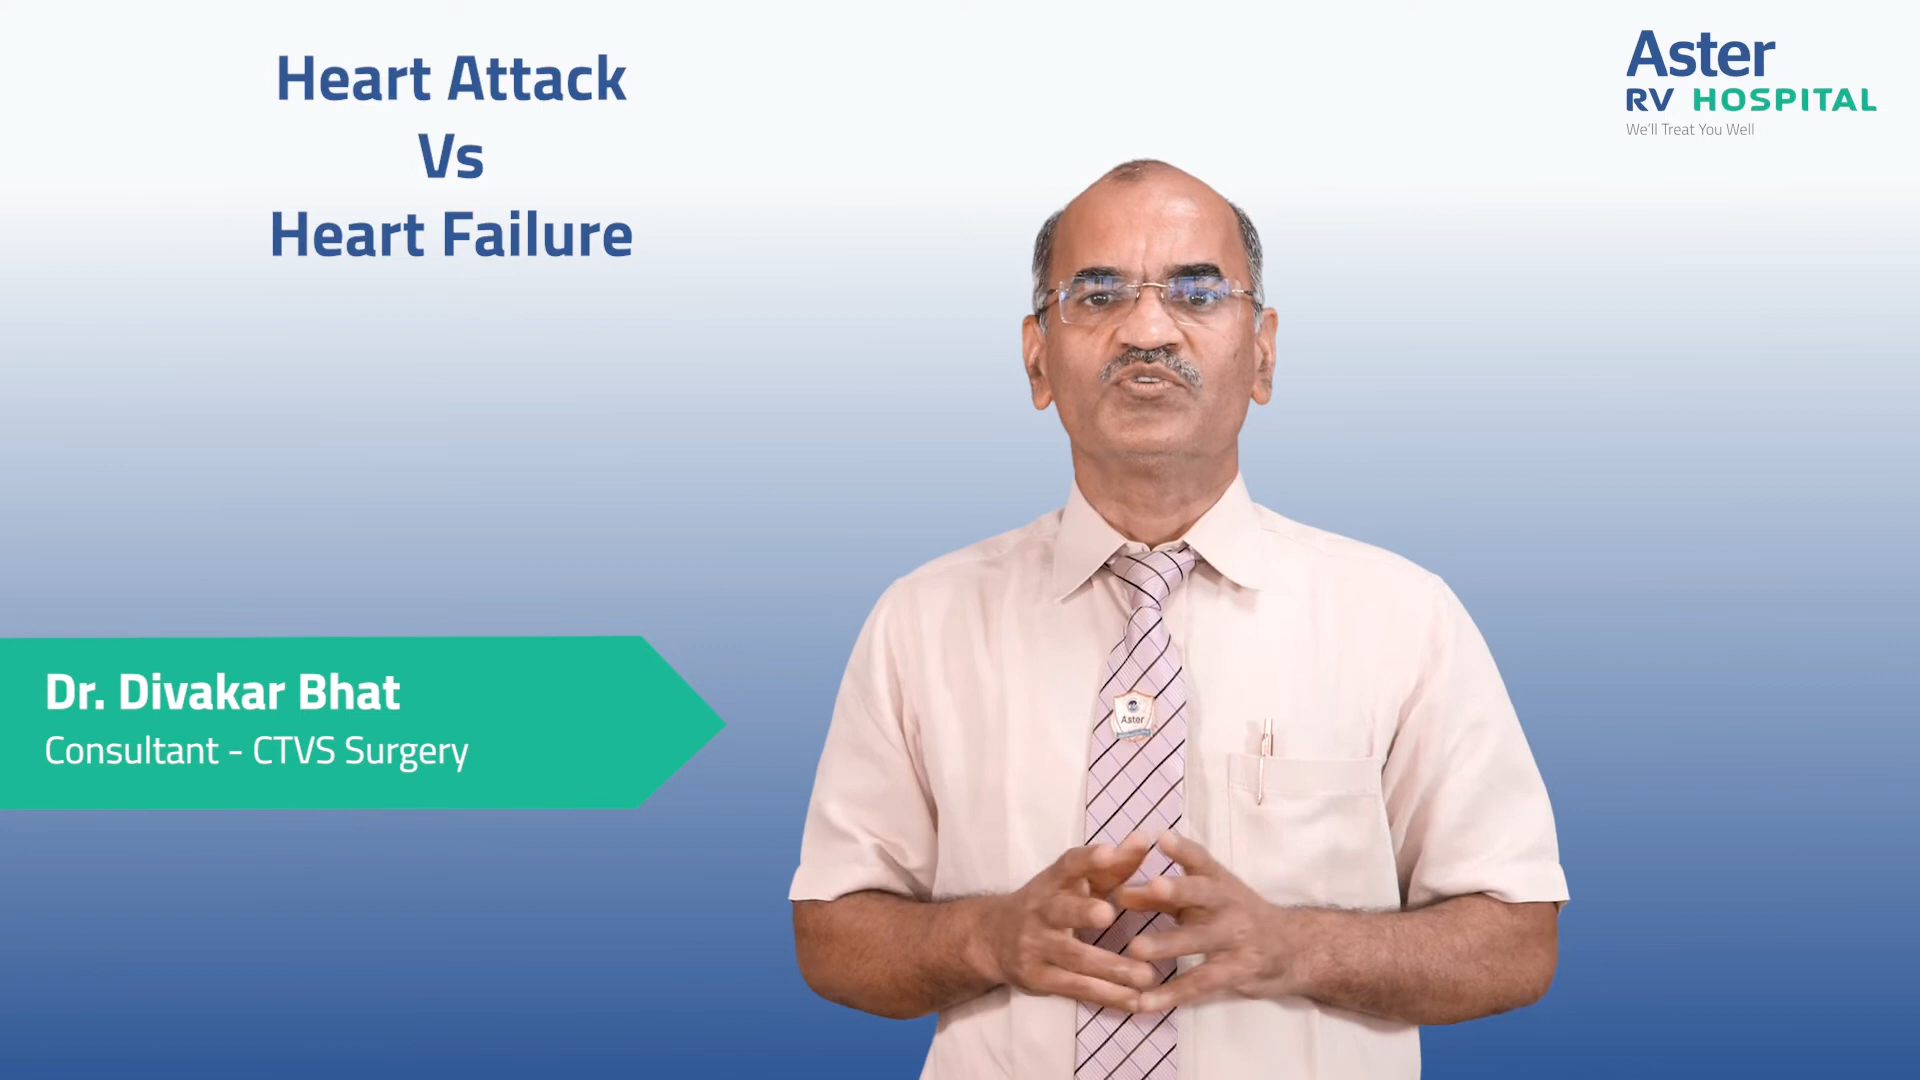 Heart Attack
Vs
Heart Failure
Aster
RV HOSPITAL
We'll Treat You Well
Dr. Divakar Bhat
Consultant - CTVS Surgery
Aster